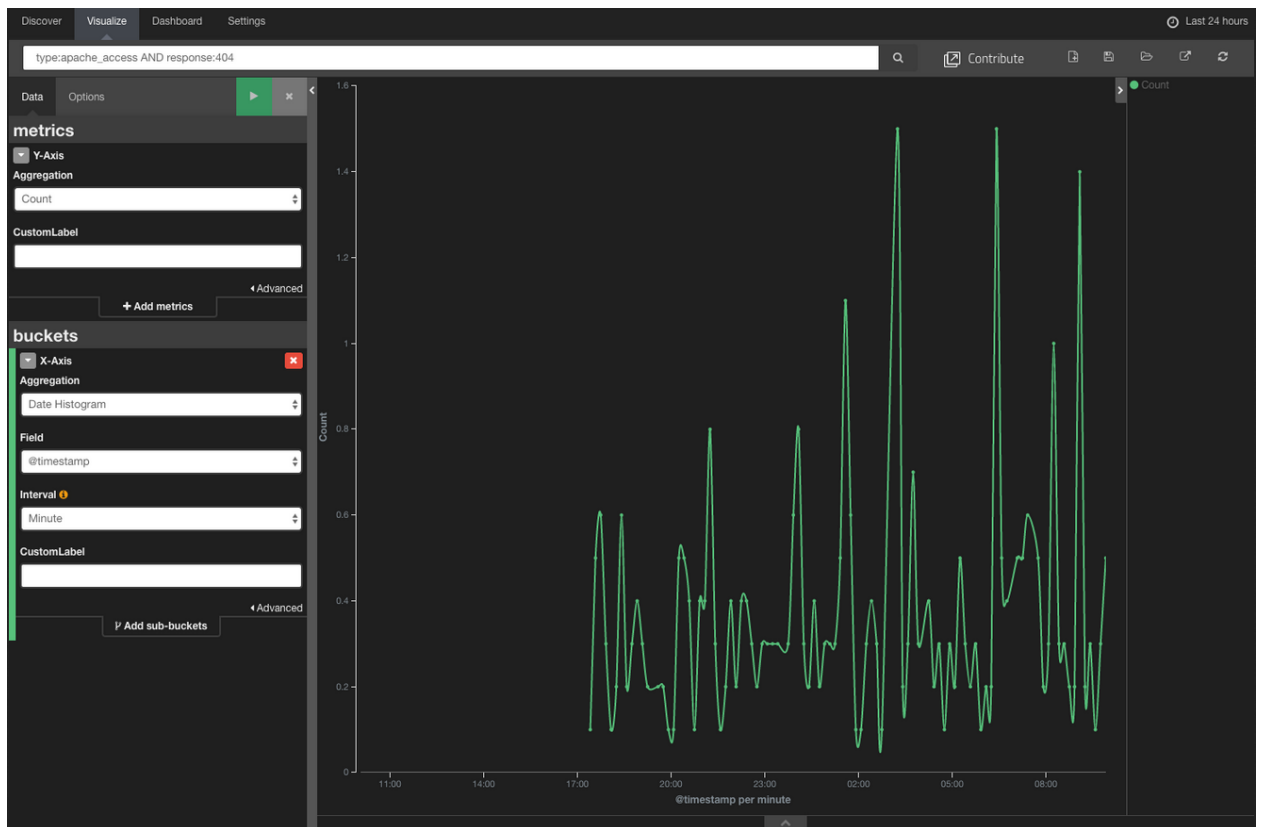 Discover Visualize Dashboard Settings Last 24 hours
type:apache_access AND response:404 Contribute
Data Options
metrics
Y-Axis
Aggregation
Count
CustomLabel
Advanced
Add metrics
buckets
X-Axis
Aggregation
Date Histogram
Field
@timestamp
Interval
Minute
CustomLabel
Advanced
Add sub-buckets
1.6
1.4
1.2
1
0.8
0.6
0.4
0.2
0
Count
11:00 14:00 17:00 20:00 23:00 02:00 05:00 08:00
@timestamp per minute
Count